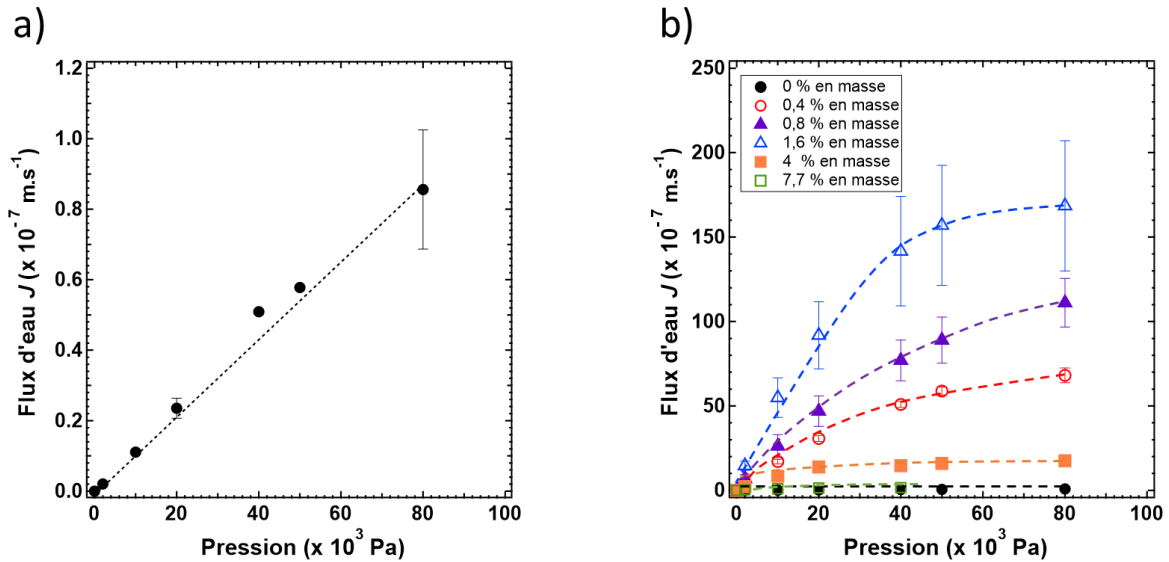 a)
1.2
1.0
0.8
0.6
0.4
0.2
0.0
0
20
40
60
80
100
Flux d'eau J (x 10⁻⁷ m.s⁻¹)
Pression (x 10³ Pa)
b)
250
200
150
100
50
0
0
20
40
60
80
100
Flux d'eau J (x 10⁻⁷ m.s⁻¹)
Pression (x 10³ Pa)
0 % en masse
0,4 % en masse
0,8 % en masse
1,6 % en masse
4 % en masse
7,7 % en masse